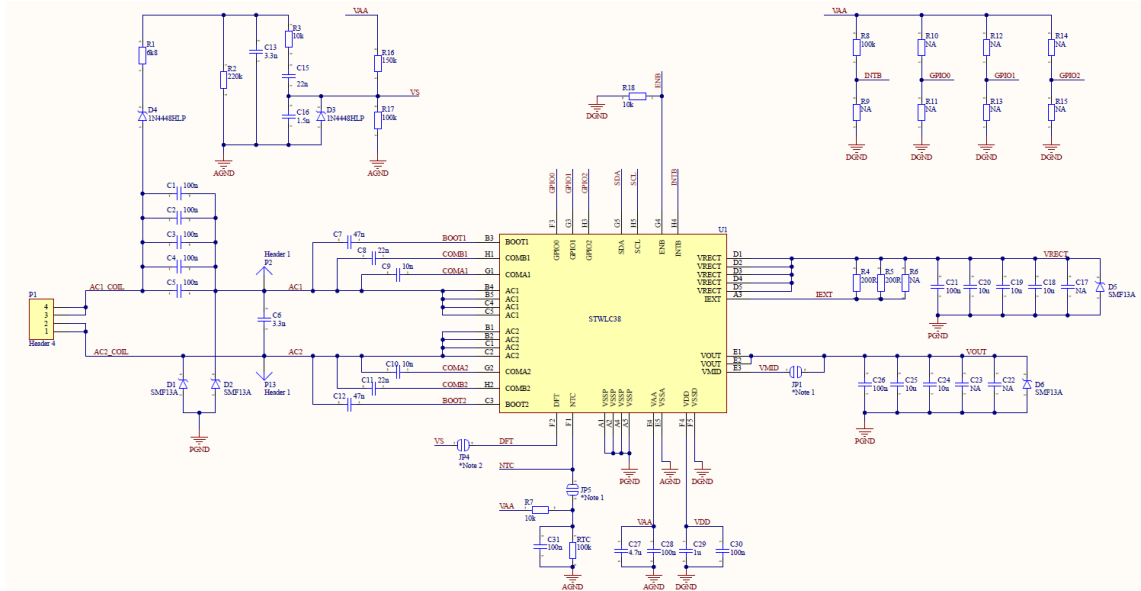 VAA
VAA
R1
6k8
R2
220k
C13
3.3n
R3
10k
C15
22n
C16
1.5n
D3
1N4448HLP
D4
1N4448HLP
R16
150k
R17
100k
VS
AGND
AGND
R18
10k
DGND
ENB
R8
100k
R10
NA
R12
NA
R14
NA
INTB
GPIO0
GPIO1
GPIO2
R9
NA
R11
NA
R13
NA
R15
NA
DGND
DGND
DGND
DGND
C1 100n
C2 100n
C3 100n
C4 100n
C5 100n
Header 1
P2
P1
4
3
2
1
Header 4
AC1_COIL
AC2_COIL
AC1
AC2
C6
3.3n
P13
Header 1
D1
SMF13A
D2
SMF13A
PGND
C7 47n
C8 22n
C9 10n
C10 10n
C11 22n
C12 47n
BOOT1
COMB1
COMA1
COMA2
COMB2
BOOT2
B3
H1
G1
B4
B5
C4
C5
B1
B2
C1
C2
G2
H2
C3
BOOT1
COMB1
COMA1
AC1
AC1
AC1
AC1
AC2
AC2
AC2
AC2
COMA2
COMB2
BOOT2
GPIO0
GPIO1
GPIO2
SDA
SCL
INTB
F3
G3
H3
G5
H5
G4
H4
GPIO0
GPIO1
GPIO2
SDA
SCL
ENB
INTB
U1
STWLC38
VRECT
VRECT
VRECT
VRECT
VRECT
IEXT
D1
D2
D3
D4
D5
A3
IEXT
VOUT
VOUT
VMID
E1
E2
E3
VMID
JP1
*Note 1
VRECT
R4
200R
R5
200R
R6
NA
C21
100n
C20
10u
C19
10u
C18
10u
C17
NA
D5
SMF13A
PGND
VOUT
C26
100n
C25
10u
C24
10u
C23
NA
C22
NA
D6
SMF13A
PGND
DFT
NTC
VSSP
VSSP
VSSP
VSSP
VAA
VSSA
VDD
VSSD
F2
F1
A1
A2
A4
A5
E4
E5
F4
F5
VS
DFT
JP4
*Note 2
NTC
JP5
*Note 1
PGND
AGND
DGND
VAA
R7
10k
C31
100n
RTC
100k
AGND
VAA
VDD
C27
4.7u
C28
100n
C29
1u
C30
100n
AGND
DGND